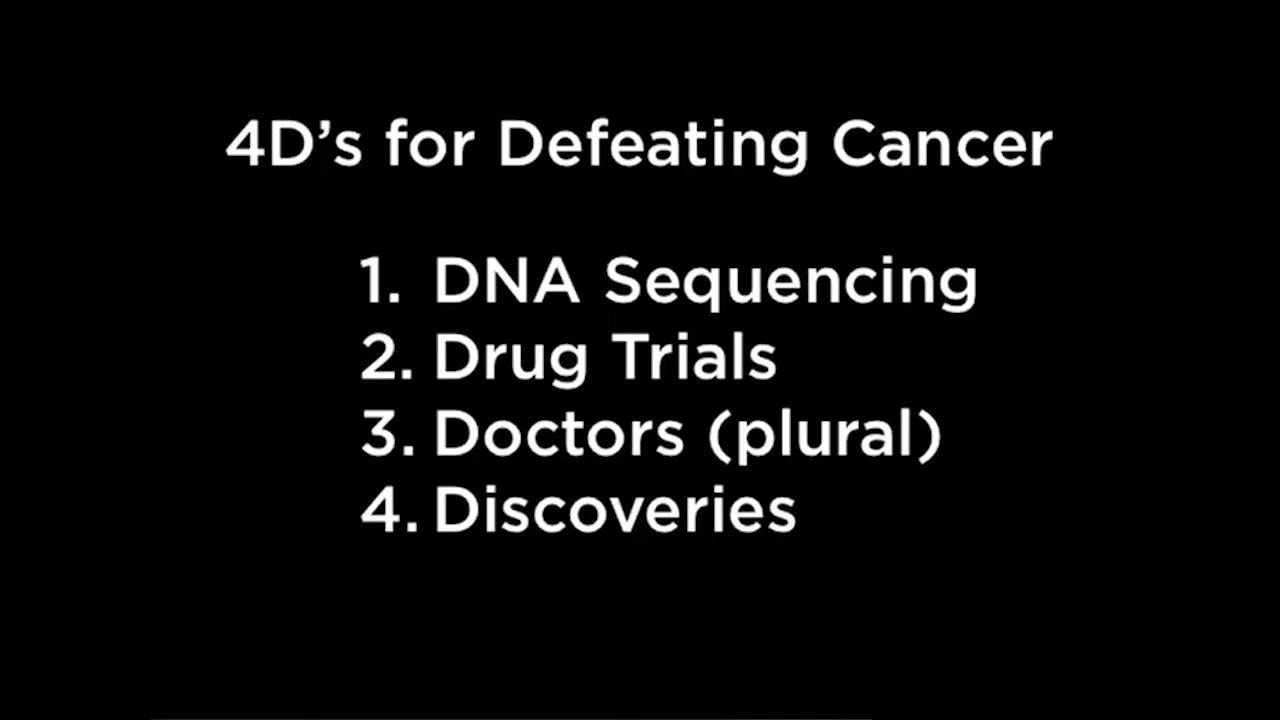 4D’s for Defeating Cancer
1. DNA Sequencing
2. Drug Trials
3. Doctors (plural)
4. Discoveries